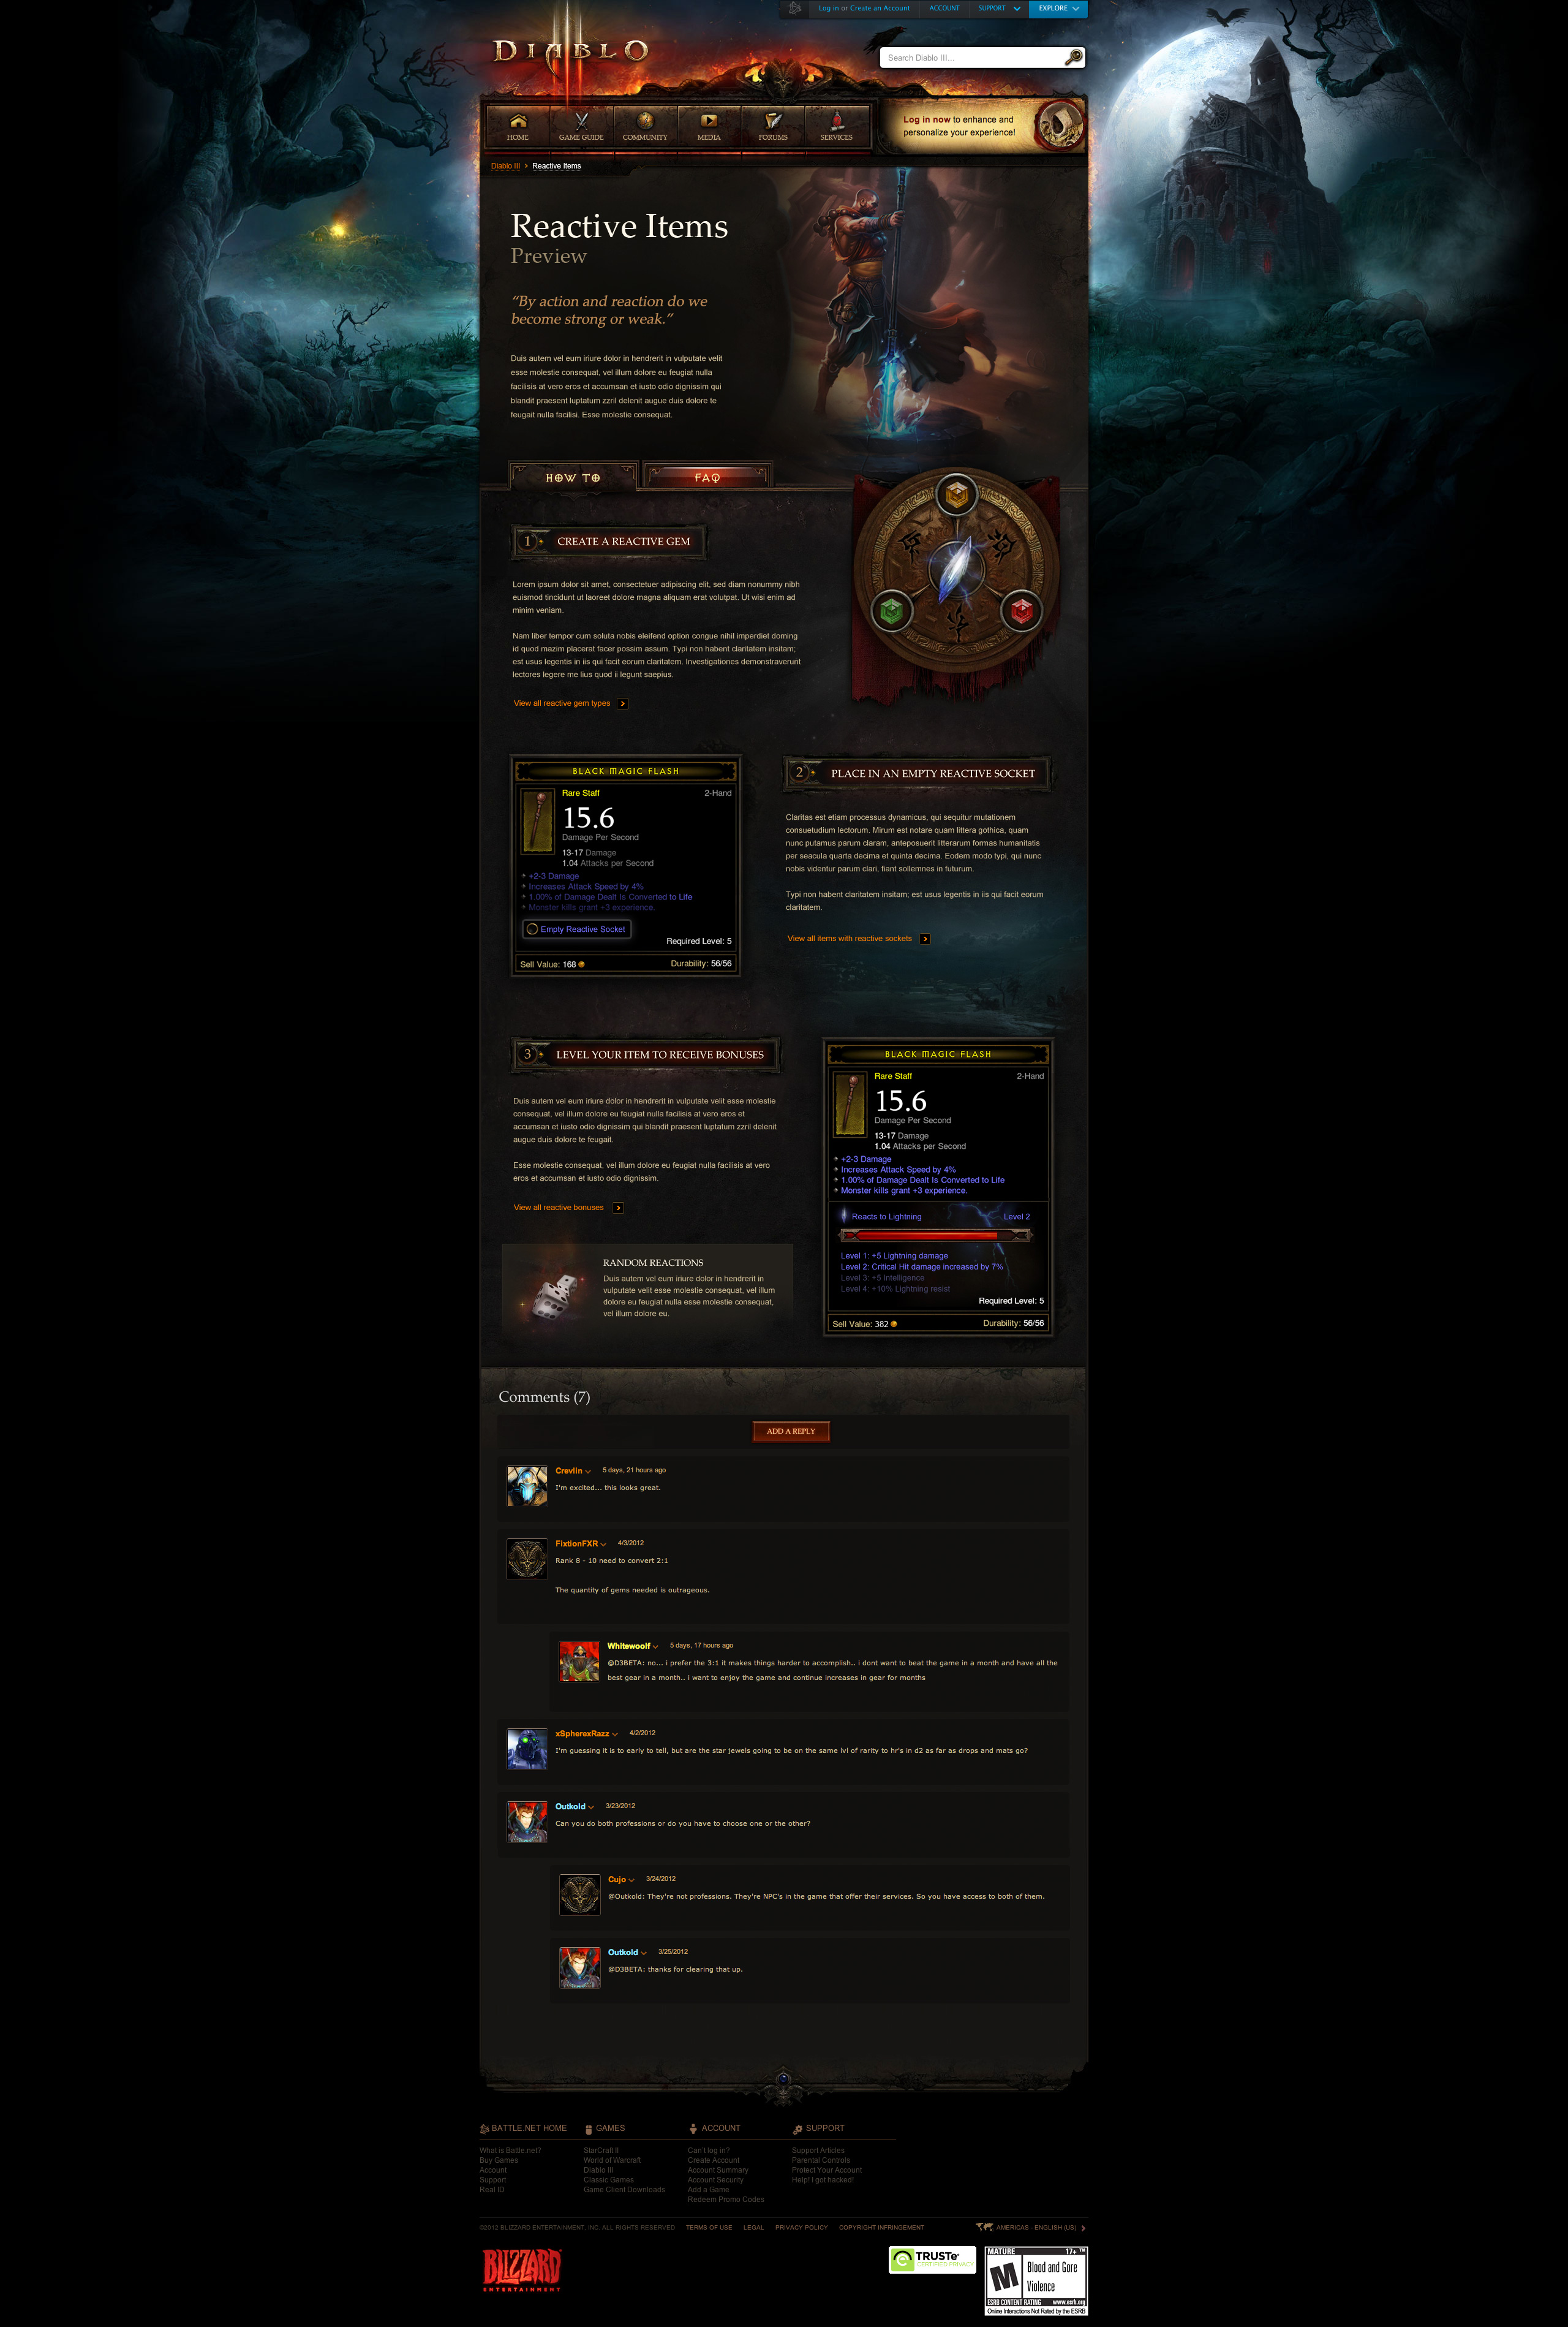 Log in or Create an Account
ACCOUNT
SUPPORT
EXPLORE
DIABLO
III
Search Diablo III...
HOME
GAME GUIDE
COMMUNITY
MEDIA
FORUMS
SERVICES
Log in now to enhance and
personalize your experience!
Diablo III > Reactive Items
Reactive Items
Preview
“By action and reaction do we
become strong or weak.”
Duis autem vel eum iriure dolor in hendrerit in vulputate velit
esse molestie consequat, vel illum dolore eu feugiat nulla
facilisis at vero eros et accumsan et iusto odio dignissim qui
blandit praesent luptatum zzril delenit augue duis dolore te
feugait nulla facilisi. Esse molestie consequat.
HOW TO
FAQ
1 CREATE A REACTIVE GEM
Lorem ipsum dolor sit amet, consectetuer adipiscing elit, sed diam nonummy nibh
euismod tincidunt ut laoreet dolore magna aliquam erat volutpat. Ut wisi enim ad
minim veniam.
Nam liber tempor cum soluta nobis eleifend option congue nihil imperdiet doming
id quod mazim placerat facer possim assum. Typi non habent claritatem insitam;
est usus legentis in iis qui facit eorum claritatem. Investigationes demonstraverunt
lectores legere me lius quod ii legunt saepius.
View all reactive gem types
BLACK MAGIC FLASH
Rare Staff
2-Hand
15.6
Damage Per Second
13-17 Damage
1.04 Attacks per Second
+2-3 Damage
Increases Attack Speed by 4%
1.00% of Damage Dealt Is Converted to Life
Monster kills grant +3 experience.
Empty Reactive Socket
Required Level: 5
Sell Value: 168
Durability: 56/56
2 PLACE IN AN EMPTY REACTIVE SOCKET
Claritas est etiam processus dynamicus, qui sequitur mutationem
consuetudium lectorum. Mirum est notare quam littera gothica, quam
nunc putamus parum claram, anteposuerit litterarum formas humanitatis
per seacula quarta decima et quinta decima. Eodem modo typi, qui nunc
nobis videntur parum clari, fiant sollemnes in futurum.
Typi non habent claritatem insitam; est usus legentis in iis qui facit eorum
claritatem.
View all items with reactive sockets
3 LEVEL YOUR ITEM TO RECEIVE BONUSES
Duis autem vel eum iriure dolor in hendrerit in vulputate velit esse molestie
consequat, vel illum dolore eu feugiat nulla facilisis at vero eros et
accumsan et iusto odio dignissim qui blandit praesent luptatum zzril delenit
augue duis dolore te feugait.
Esse molestie consequat, vel illum dolore eu feugiat nulla facilisis at vero
eros et accumsan et iusto odio dignissim.
View all reactive bonuses
RANDOM REACTIONS
Duis autem vel eum iriure dolor in hendrerit in
vulputate velit esse molestie consequat, vel illum
dolore eu feugiat nulla esse molestie consequat,
vel illum dolore eu.
BLACK MAGIC FLASH
Rare Staff
2-Hand
15.6
Damage Per Second
13-17 Damage
1.04 Attacks per Second
+2-3 Damage
Increases Attack Speed by 4%
1.00% of Damage Dealt Is Converted to Life
Monster kills grant +3 experience.
Reacts to Lightning
Level 2
Level 1: +5 Lightning damage
Level 2: Critical Hit damage increased by 7%
Level 3: +5 Intelligence
Level 4: +10% Lightning resist
Required Level: 5
Sell Value: 382
Durability: 56/56
Comments (7)
ADD A REPLY
Crevlin 5 days, 21 hours ago
I'm excited... this looks great.
FixtionFXR 4/3/2012
Rank 8 - 10 need to convert 2:1
The quantity of gems needed is outrageous.
Whitewoolf 5 days, 17 hours ago
@D3BETA: no... i prefer the 3:1 it makes things harder to accomplish.. i dont want to beat the game in a month and have all the
best gear in a month.. i want to enjoy the game and continue increases in gear for months
xSpherexRazz 4/2/2012
I'm guessing it is to early to tell, but are the star jewels going to be on the same lvl of rarity to hr's in d2 as far as drops and mats go?
Outkold 3/23/2012
Can you do both professions or do you have to choose one or the other?
Cujo 3/24/2012
@Outkold: They're not professions. They're NPC's in the game that offer their services. So you have access to both of them.
Outkold 3/25/2012
@D3BETA: thanks for clearing that up.
BATTLE.NET HOME
What is Battle.net?
Buy Games
Account
Support
Real ID
GAMES
StarCraft II
World of Warcraft
Diablo III
Classic Games
Game Client Downloads
ACCOUNT
Can't log in?
Create Account
Account Summary
Account Security
Add a Game
Redeem Promo Codes
SUPPORT
Support Articles
Parental Controls
Protect Your Account
Help! I got hacked!
©2012 BLIZZARD ENTERTAINMENT, INC. ALL RIGHTS RESERVED
TERMS OF USE
LEGAL
PRIVACY POLICY
COPYRIGHT INFRINGEMENT
AMERICAS - ENGLISH (US)
BLIZZARD
ENTERTAINMENT
TRUSTe
CERTIFIED PRIVACY
MATURE 17+ ™
M
Blood and Gore
Violence
ESRB CONTENT RATING www.esrb.org
Online Interactions Not Rated by the ESRB